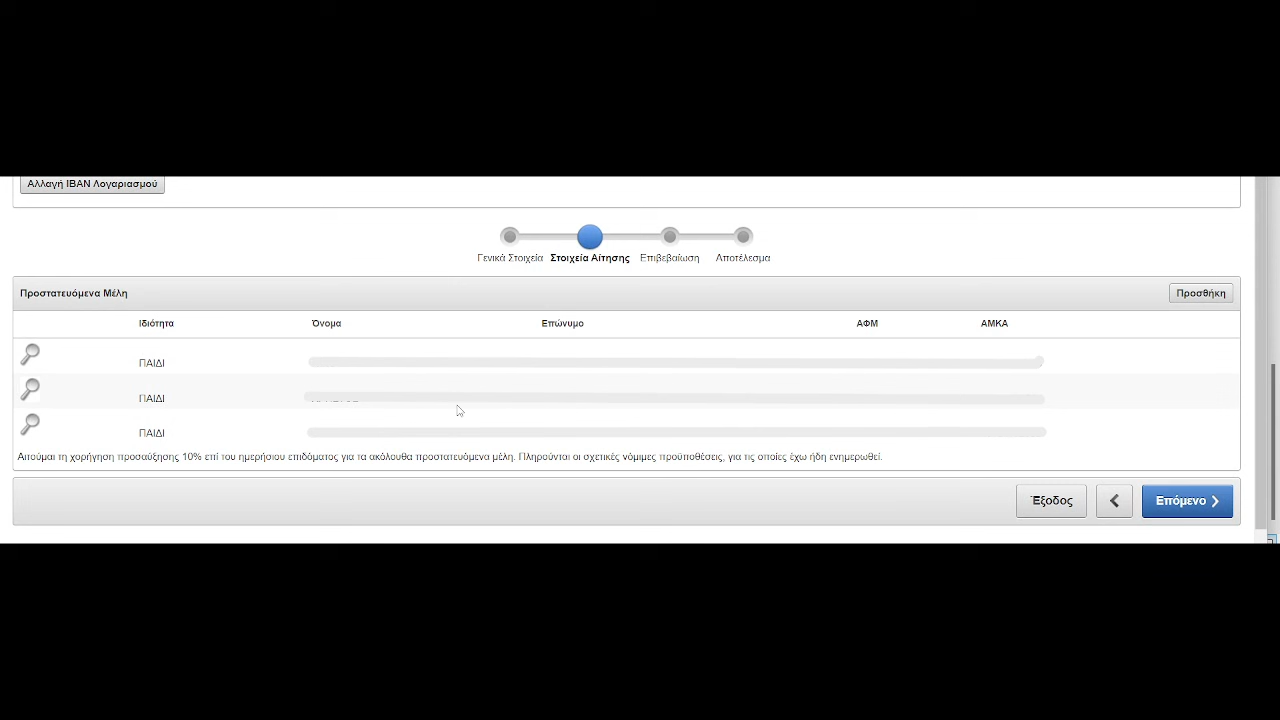 Αλλαγή IBAN Λογαριασμού
Γενικά Στοιχεία Στοιχεία Αίτησης Επιβεβαίωση Αποτέλεσμα
Προστατευόμενα Μέλη Προσθήκη
Ιδιότητα Όνομα Επώνυμο ΑΦΜ ΑΜΚΑ
ΠΑΙΔΙ
ΠΑΙΔΙ
ΠΑΙΔΙ
Αιτούμαι τη χορήγηση προσαύξησης 10% επί του ημερήσιου επιδόματος για τα ακόλουθα προστατευόμενα μέλη. Πληρούνται οι σχετικές νόμιμες προϋποθέσεις, για τις οποίες έχω ήδη ενημερωθεί.
Έξοδος Επόμενο